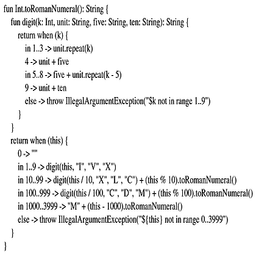 fun Int.toRomanNumeral(): String {
fun digit(k: Int, unit: String, five: String, ten: String): String {
return when (k) {
in 1..3 -> unit.repeat(k)
4 -> unit + five
in 5..8 -> five + unit.repeat(k - 5)
9 -> unit + ten
else -> throw IllegalArgumentException("$k not in range 1..9")
}
}
return when (this) {
0 -> ""
in 1..9 -> digit(this, "I", "V", "X")
in 10..99 -> digit(this / 10, "X", "L", "C") + (this % 10).toRomanNumeral()
in 100..999 -> digit(this / 100, "C", "D", "M") + (this % 100).toRomanNumeral()
in 1000..3999 -> "M" + (this - 1000).toRomanNumeral()
else -> throw IllegalArgumentException("${this} not in range 0..3999")
}
}